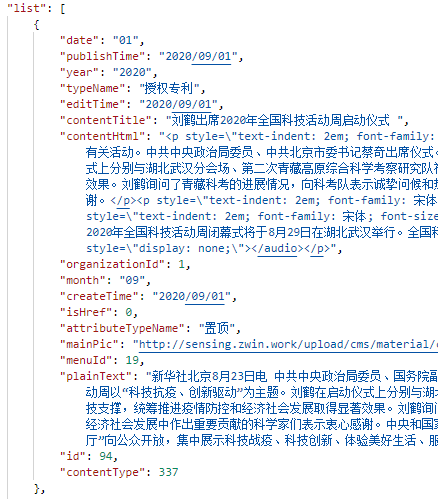 "list": [
{
"date": "01",
"publishTime": "2020/09/01",
"year": "2020",
"typeName": "授权专利",
"editTime": "2020/09/01",
"contentTitle": "刘鹤出席2020年全国科技活动周启动仪式 ",
"contentHtml": "<p style=\"text-indent: 2em; font-family:
有关活动。中共中央政治局委员、中共北京市委书记蔡奇出席仪式。
式上分别与湖北武汉分会场、第二次青藏高原综合科学考察研究队视
效果。刘鹤询问了青藏科考的进展情况，向科考队表示诚挚问候和热
谢。</p><p style=\"text-indent: 2em; font-family: 宋体
style=\"text-indent: 2em; font-family: 宋体; font-size
2020年全国科技活动周闭幕式将于8月29日在湖北武汉举行。全国科
style=\"display: none;\"></audio></p>",
"organizationId": 1,
"month": "09",
"createTime": "2020/09/01",
"isHref": 0,
"attributeTypeName": "置顶",
"mainPic": "http://sensing.zwin.work/upload/cms/material/
"menuId": 19,
"plainText": "新华社北京8月23日电 中共中央政治局委员、国务院副
动周以“科技抗疫、创新驱动”为主题。刘鹤在启动仪式上分别与湖北
技支撑，统筹推进疫情防控和经济社会发展取得显著效果。刘鹤询问
经济社会发展中作出重要贡献的科学家们表示衷心感谢。中央和国家
厅”向公众开放，集中展示科技战疫、科技创新、体验美好生活、服
"id": 94,
"contentType": 337
},